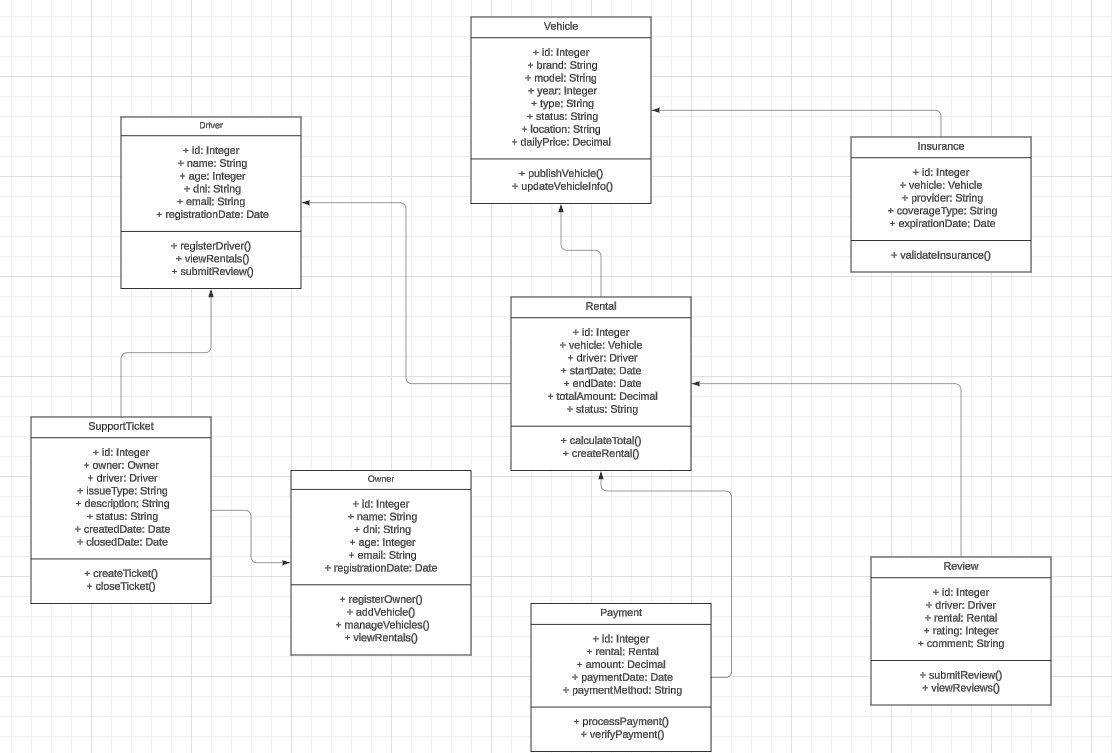 Vehicle
+ id: Integer
+ brand: String
+ model: String
+ year: Integer
+ type: String
+ status: String
+ location: String
+ dailyPrice: Decimal
+ publishVehicle()
+ updateVehicleInfo()
Driver
+ id: Integer
+ name: String
+ age: Integer
+ dni: String
+ email: String
+ registrationDate: Date
+ registerDriver()
+ viewRentals()
+ submitReview()
Insurance
+ id: Integer
+ vehicle: Vehicle
+ provider: String
+ coverageType: String
+ expirationDate: Date
+ validateInsurance()
Rental
+ id: Integer
+ vehicle: Vehicle
+ driver: Driver
+ startDate: Date
+ endDate: Date
+ totalAmount: Decimal
+ status: String
+ calculateTotal()
+ createRental()
SupportTicket
+ id: Integer
+ owner: Owner
+ driver: Driver
+ issueType: String
+ description: String
+ status: String
+ createdDate: Date
+ closedDate: Date
+ createTicket()
+ closeTicket()
Owner
+ id: Integer
+ name: String
+ dni: String
+ age: Integer
+ email: String
+ registrationDate: Date
+ registerOwner()
+ addVehicle()
+ manageVehicles()
+ viewRentals()
Payment
+ id: Integer
+ rental: Rental
+ amount: Decimal
+ paymentDate: Date
+ paymentMethod: String
+ processPayment()
+ verifyPayment()
Review
+ id: Integer
+ driver: Driver
+ rental: Rental
+ rating: Integer
+ comment: String
+ submitReview()
+ viewReviews()